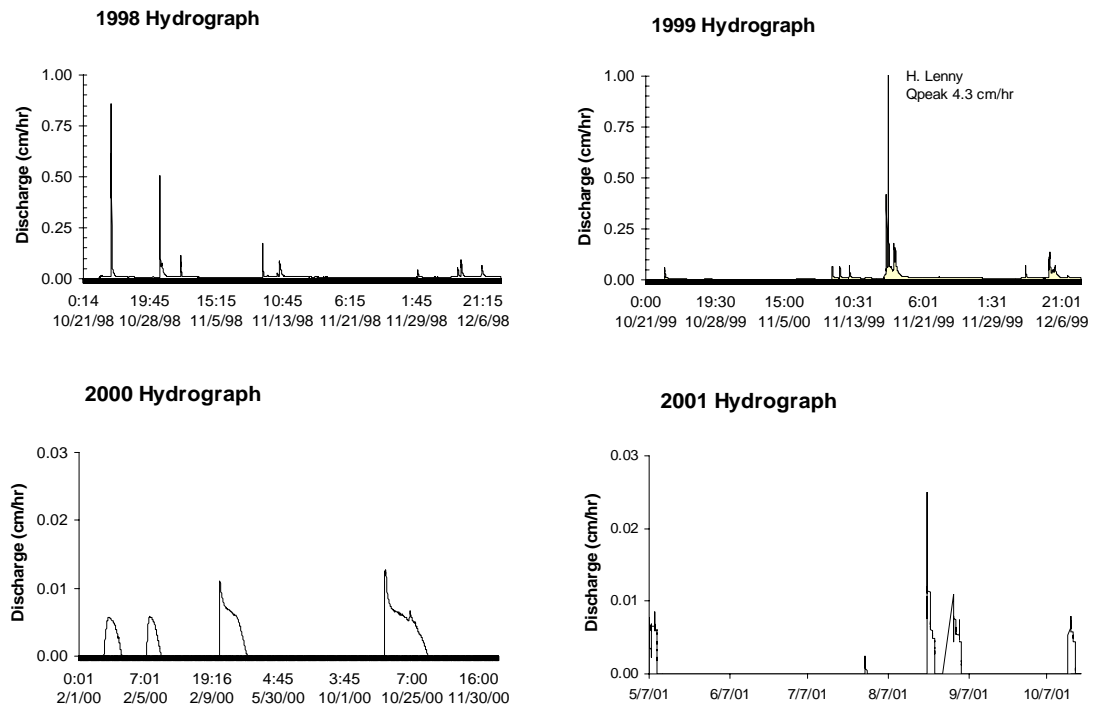 1998 Hydrograph
1.00
0.75
0.50
0.25
0.00
Discharge (cm/hr)
0:14 19:45 15:15 10:45 6:15 1:45 21:15
10/21/98 10/28/98 11/5/98 11/13/98 11/21/98 11/29/98 12/6/98
1999 Hydrograph
H. Lenny
Qpeak 4.3 cm/hr
1.00
0.75
0.50
0.25
0.00
Discharge (cm/hr)
0:00 19:30 15:00 10:31 6:01 1:31 21:01
10/21/99 10/28/99 11/5/00 11/13/99 11/21/99 11/29/99 12/6/99
2000 Hydrograph
0.03
0.02
0.01
0.00
Discharge (cm/hr)
0:01 7:01 19:16 4:45 3:45 7:00 16:00
2/1/00 2/5/00 2/9/00 5/30/00 10/1/00 10/25/00 11/30/00
2001 Hydrograph
0.03
0.02
0.01
0.00
Discharge (cm/hr)
5/7/01 6/7/01 7/7/01 8/7/01 9/7/01 10/7/01